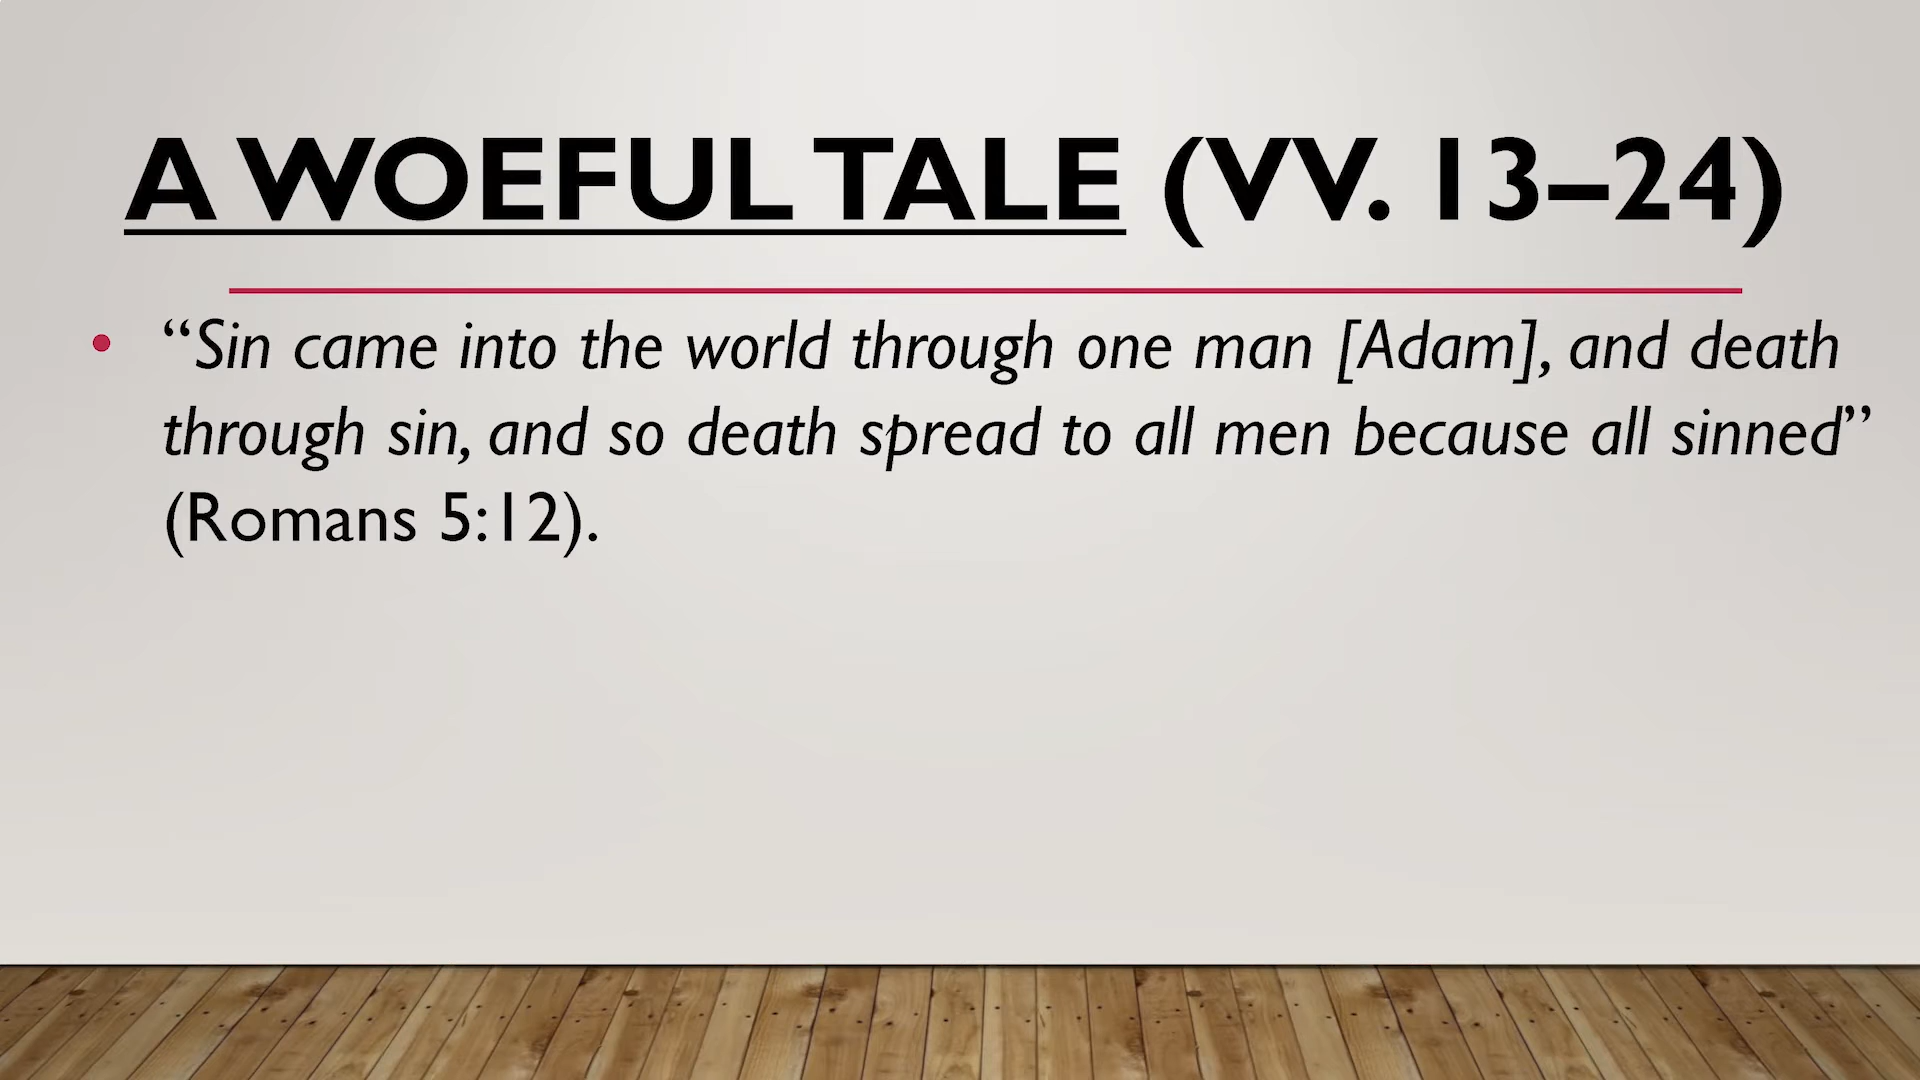 A WOEFUL TALE (VV. 13–24)
• “Sin came into the world through one man [Adam], and death
through sin, and so death spread to all men because all sinned”
(Romans 5:12).